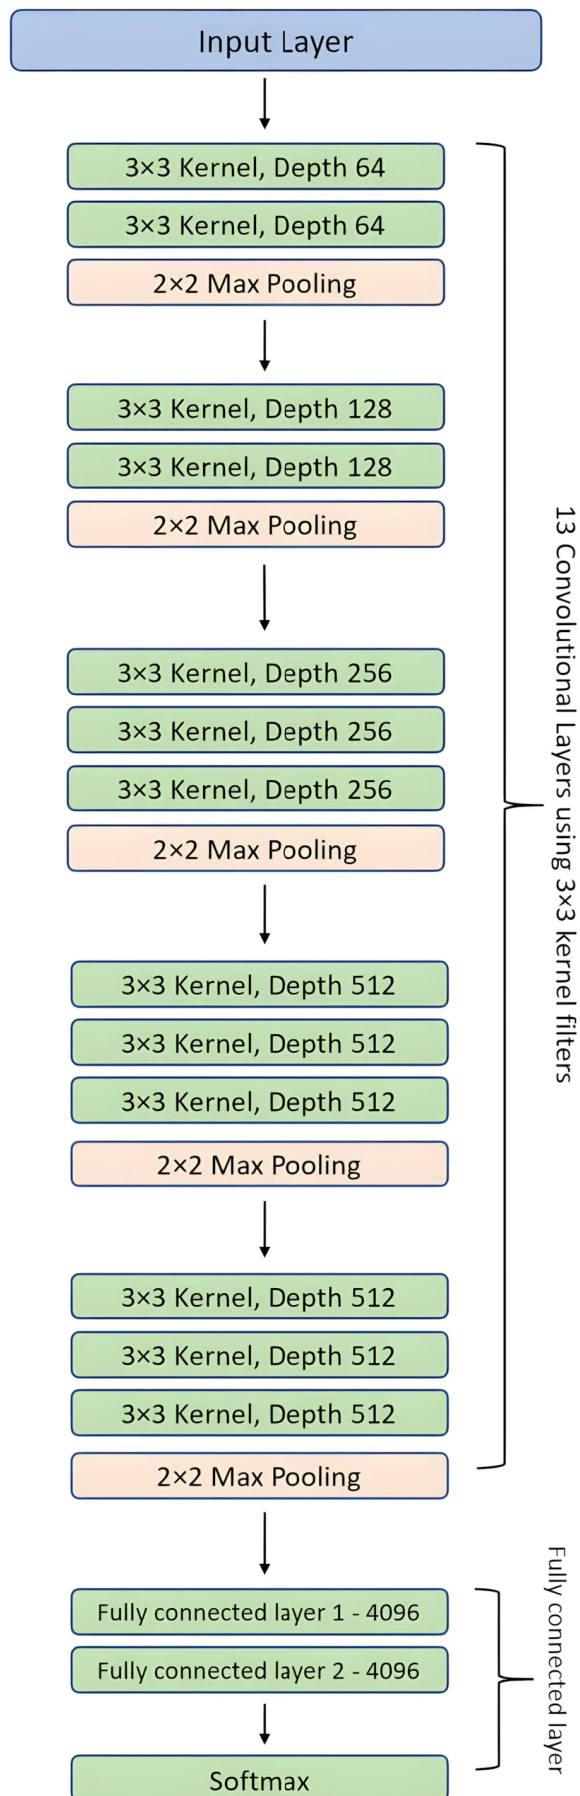 Input Layer
3×3 Kernel, Depth 64
3×3 Kernel, Depth 64
2×2 Max Pooling
3×3 Kernel, Depth 128
3×3 Kernel, Depth 128
2×2 Max Pooling
3×3 Kernel, Depth 256
3×3 Kernel, Depth 256
3×3 Kernel, Depth 256
2×2 Max Pooling
3×3 Kernel, Depth 512
3×3 Kernel, Depth 512
3×3 Kernel, Depth 512
2×2 Max Pooling
3×3 Kernel, Depth 512
3×3 Kernel, Depth 512
3×3 Kernel, Depth 512
2×2 Max Pooling
13 Convolutional Layers using 3×3 kernel filters
Fully connected layer 1 - 4096
Fully connected layer 2 - 4096
Softmax
Fully connected layer